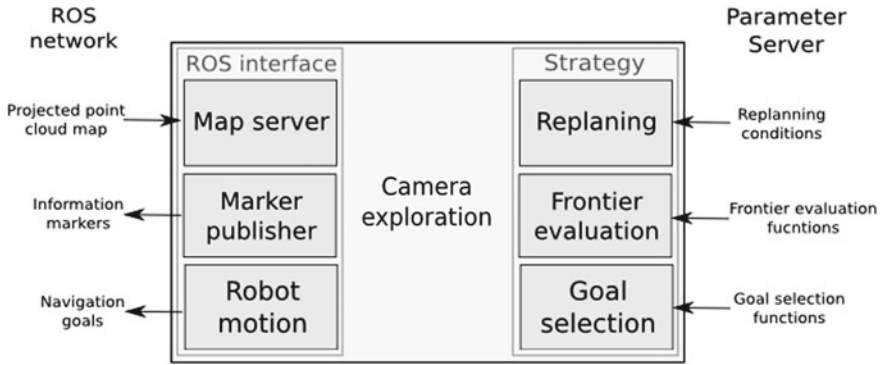 ROS
network
Parameter
Server
ROS interface
Strategy
Projected point
cloud map
Map server
Replaning
Replanning
conditions
Camera
exploration
Information
markers
Marker
publisher
Frontier
evaluation
Frontier evaluation
fucntions
Navigation
goals
Robot
motion
Goal
selection
Goal selection
functions